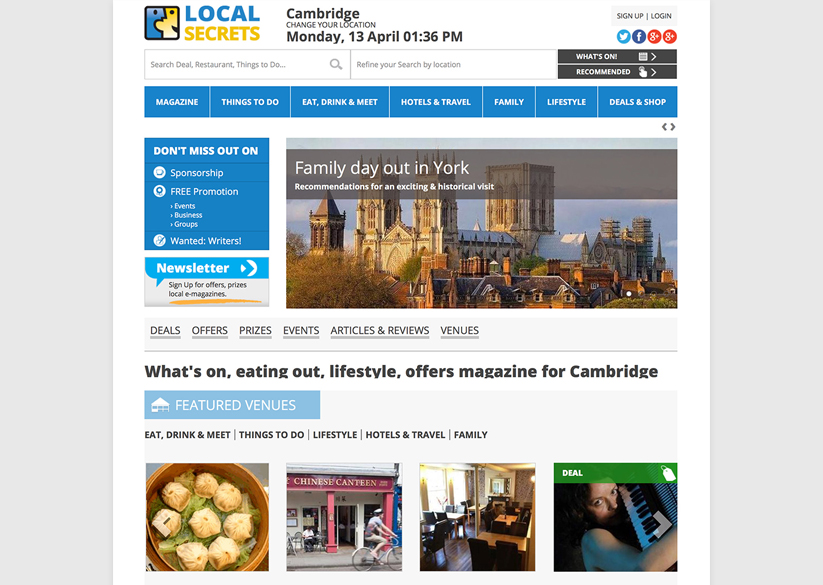 LOCAL
SECRETS
Cambridge
CHANGE YOUR LOCATION
Monday, 13 April 01:36 PM
SIGN UP | LOGIN
Search Deal, Restaurant, Things to Do...
Refine your Search by location
WHAT'S ON!
RECOMMENDED
MAGAZINE
THINGS TO DO
EAT, DRINK & MEET
HOTELS & TRAVEL
FAMILY
LIFESTYLE
DEALS & SHOP
DON'T MISS OUT ON
Sponsorship
FREE Promotion
› Events
› Business
› Groups
Wanted: Writers!
Newsletter
Sign Up for offers, prizes
local e-magazines.
Family day out in York
Recommendations for an exciting & historical visit
DEALS OFFERS PRIZES EVENTS ARTICLES & REVIEWS VENUES
What's on, eating out, lifestyle, offers magazine for Cambridge
FEATURED VENUES
EAT, DRINK & MEET | THINGS TO DO | LIFESTYLE | HOTELS & TRAVEL | FAMILY
CHINESE CANTEEN
DEAL